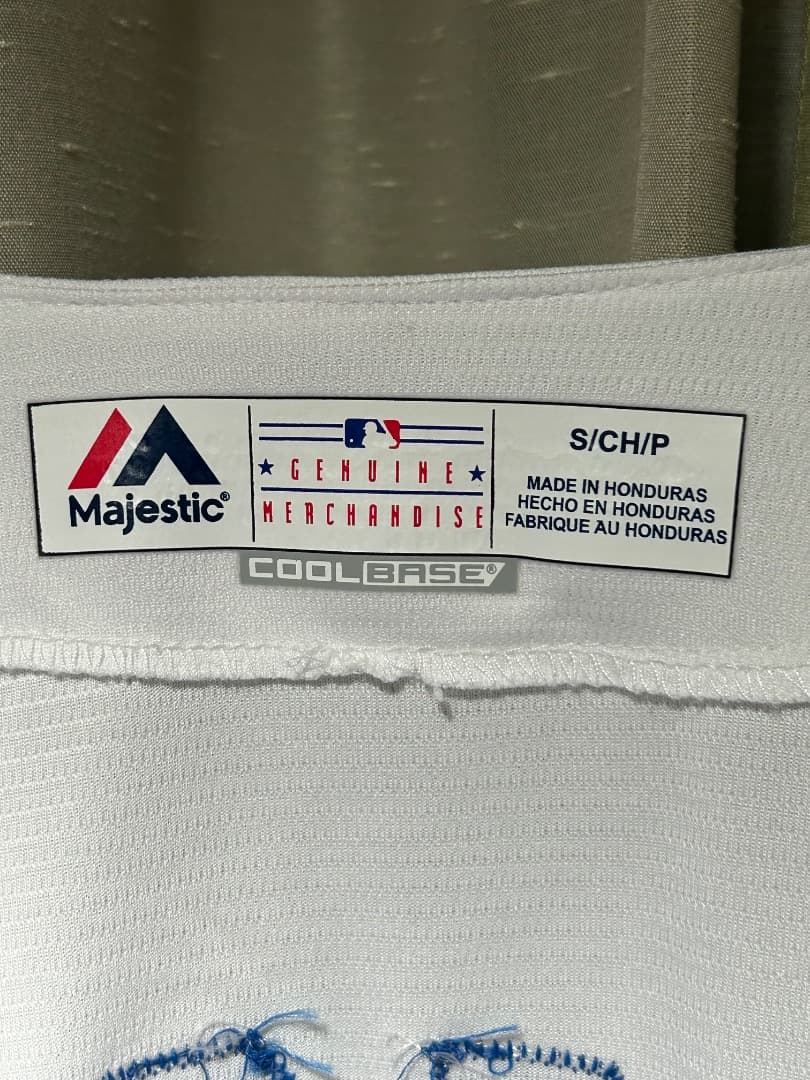 Majestic®
GENUINE
MERCHANDISE
S/CH/P
MADE IN HONDURAS
HECHO EN HONDURAS
FABRIQUE AU HONDURAS
COOLBASE®